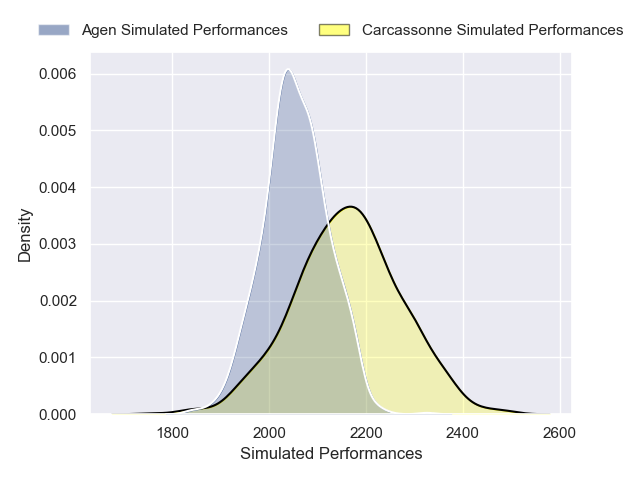 Agen Simulated Performances Carcassonne Simulated Performances
0.006
0.005
0.004
0.003
0.002
0.001
0.000
Density
1800 2000 2200 2400 2600
Simulated Performances